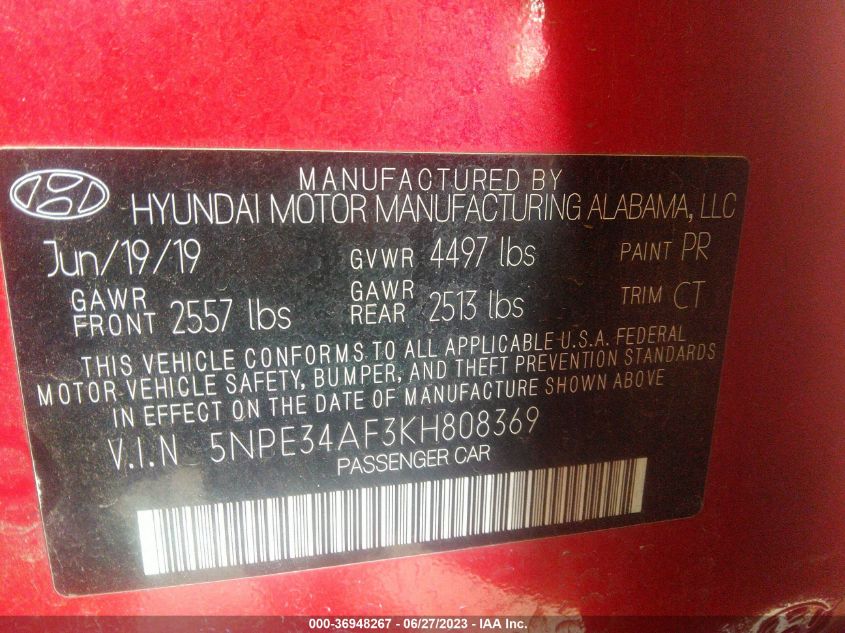 MANUFACTURED BY
HYUNDAI MOTOR MANUFACTURING ALABAMA, LLC
Jun/19/19 GVWR 4497 lbs PAINT PR
GAWR FRONT 2557 lbs GAWR REAR 2513 lbs TRIM CT
THIS VEHICLE CONFORMS TO ALL APPLICABLE U.S.A. FEDERAL
MOTOR VEHICLE SAFETY, BUMPER, AND THEFT PREVENTION STANDARDS
IN EFFECT ON THE DATE OF MANUFACTURE SHOWN ABOVE
V.I.N 5NPE34AF3KH808369
PASSENGER CAR
000-36948267 - 06/27/2023 - IAA Inc.